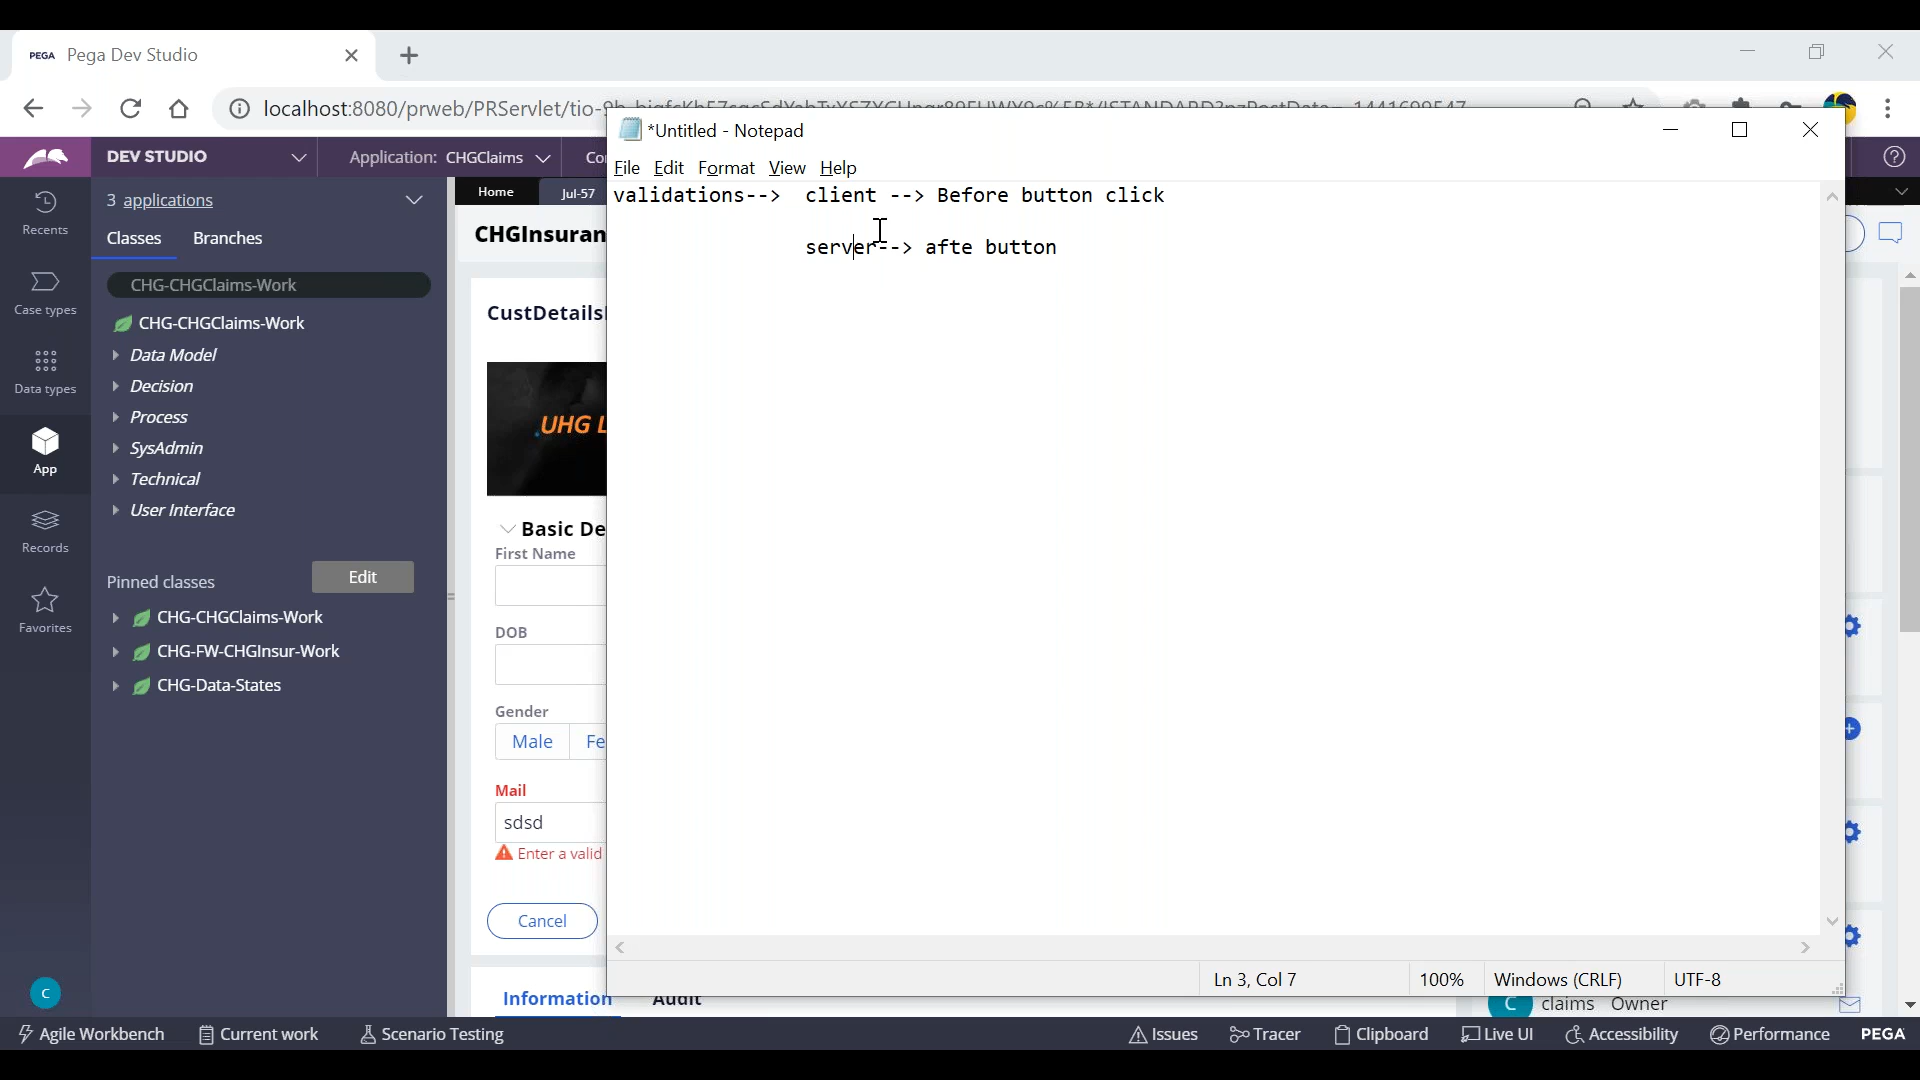 PEGA Pega Dev Studio
localhost:8080/prweb/PRServlet/
DEV STUDIO
Application: CHGClaims
Co
3 applications
Classes Branches
CHG-CHGClaims-Work
CHG-CHGClaims-Work
Data Model
Decision
Process
SysAdmin
Technical
User Interface
Pinned classes
Edit
CHG-CHGClaims-Work
CHG-FW-CHGInsur-Work
CHG-Data-States
Recents
Case types
Data types
App
Records
Favorites
C
Home
Jul-57
CHGInsuran
CustDetails
UHG L
Basic De
First Name
DOB
Gender
Male Fe
Mail
sdsd
Enter a valid
Cancel
Information Audit
*Untitled - Notepad
File Edit Format View Help
validations--> client --> Before button click
server--> afte button
Ln 3, Col 7
100%
Windows (CRLF)
UTF-8
C claims Owner
Agile Workbench Current work Scenario Testing Issues Tracer Clipboard Live UI Accessibility Performance PEGA